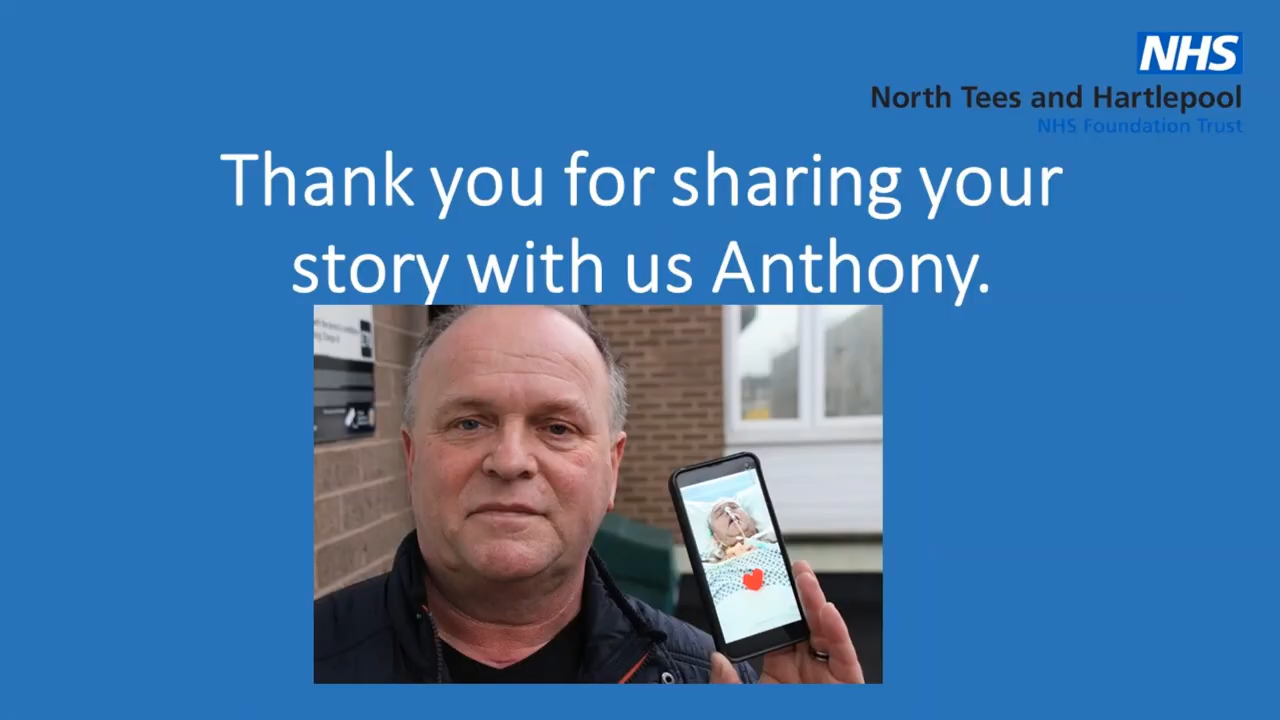 NHS
North Tees and Hartlepool
NHS Foundation Trust
Thank you for sharing your
story with us Anthony.